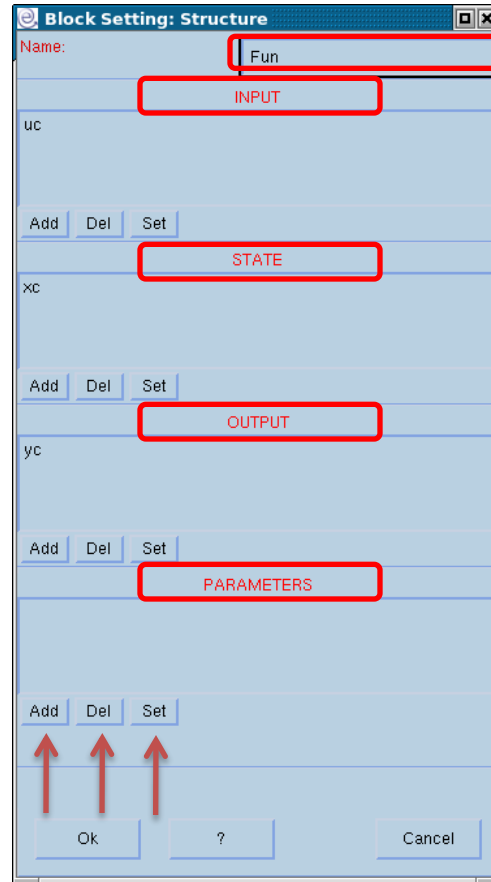 Block Setting: Structure
Name:
Fun
INPUT
uc
Add Del Set
STATE
xc
Add Del Set
OUTPUT
yc
Add Del Set
PARAMETERS
Add Del Set
Ok ? Cancel